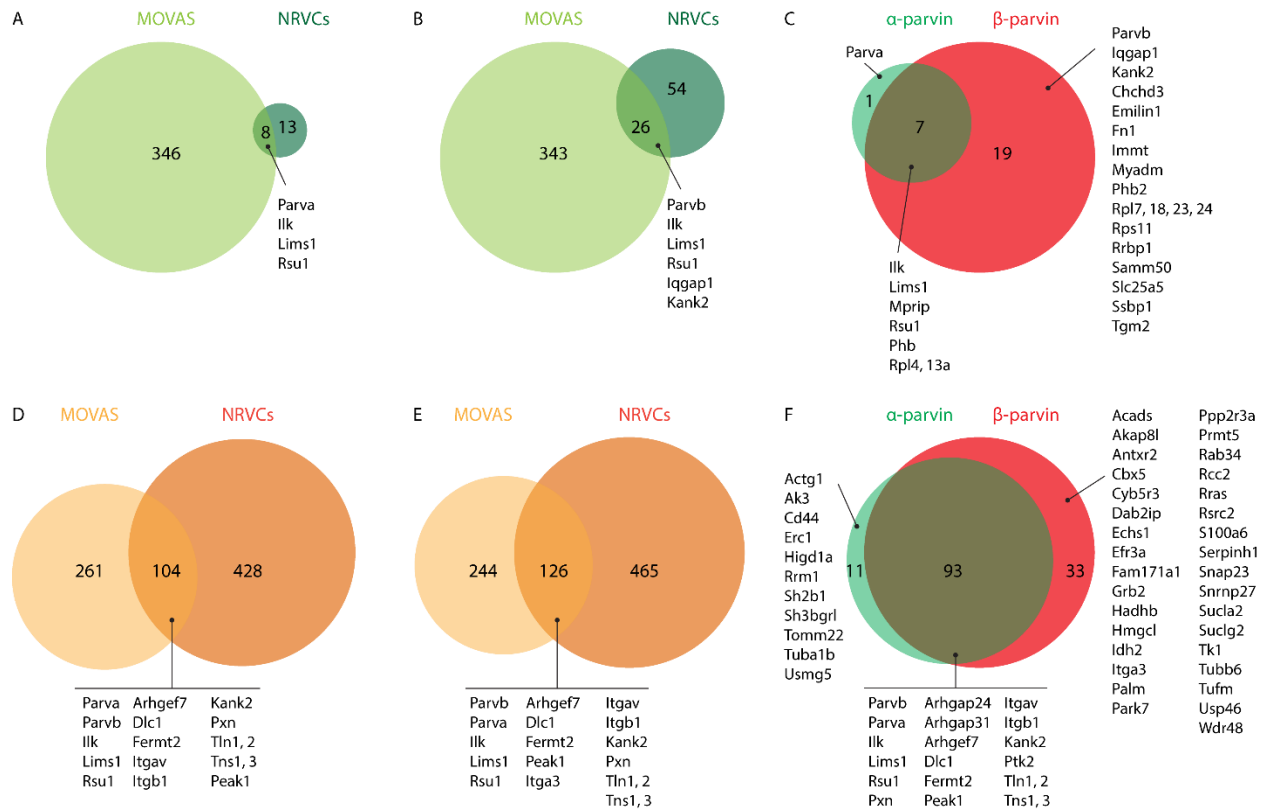 A
MOVAS
NRVCs
346
8
13
Parva
Ilk
Lims1
Rsu1
B
MOVAS
NRVCs
343
26
54
Parvb
Ilk
Lims1
Rsu1
Iqgap1
Kank2
C
α-parvin
β-parvin
Parva
1
7
19
Ilk
Lims1
Mprip
Rsu1
Phb
Rpl4, 13a
Parvb
Iqgap1
Kank2
Chchd3
Emilin1
Fn1
Immt
Myadm
Phb2
Rpl7, 18, 23, 24
Rps11
Rrbp1
Samm50
Slc25a5
Ssbp1
Tgm2
D
MOVAS
NRVCs
261
104
428
Parva
Parvb
Ilk
Lims1
Rsu1
Arhgef7
Dlc1
Fermt2
Itgav
Itgb1
Kank2
Pxn
Tln1, 2
Tns1, 3
Peak1
E
MOVAS
NRVCs
244
126
465
Parvb
Parva
Ilk
Lims1
Rsu1
Arhgef7
Dlc1
Fermt2
Peak1
Itga3
Itgav
Itgb1
Kank2
Pxn
Tln1, 2
Tns1, 3
F
α-parvin
β-parvin
Actg1
Ak3
Cd44
Erc1
Higd1a
Rrm1
Sh2b1
Sh3bgrl
Tomm22
Tuba1b
Usmg5
11
93
33
Parvb
Parva
Ilk
Lims1
Rsu1
Pxn
Arhgap24
Arhgap31
Arhgef7
Dlc1
Fermt2
Peak1
Itgav
Itgb1
Kank2
Ptk2
Tln1, 2
Tns1, 3
Acads
Akap8l
Antxr2
Cbx5
Cyb5r3
Dab2ip
Echs1
Efr3a
Fam171a1
Grb2
Hadhb
Hmgcl
Idh2
Itga3
Palm
Park7
Ppp2r3a
Prmt5
Rab34
Rcc2
Rras
Rsrc2
S100a6
Serpinh1
Snap23
Snrnp27
Sucla2
Suclg2
Tk1
Tubb6
Tufm
Usp46
Wdr48